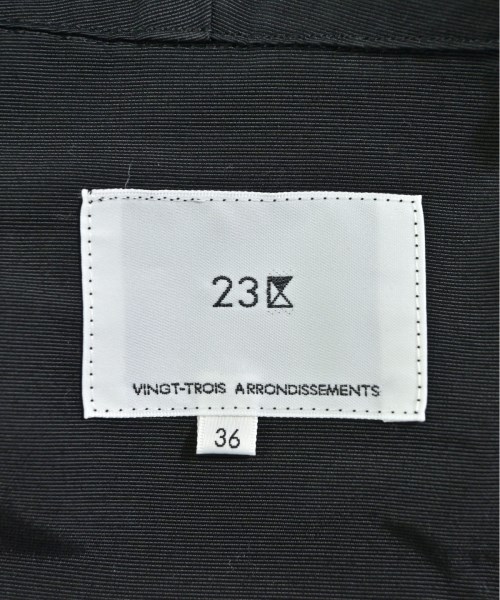 23区
VINGT-TROIS ARRONDISSEMENTS
36